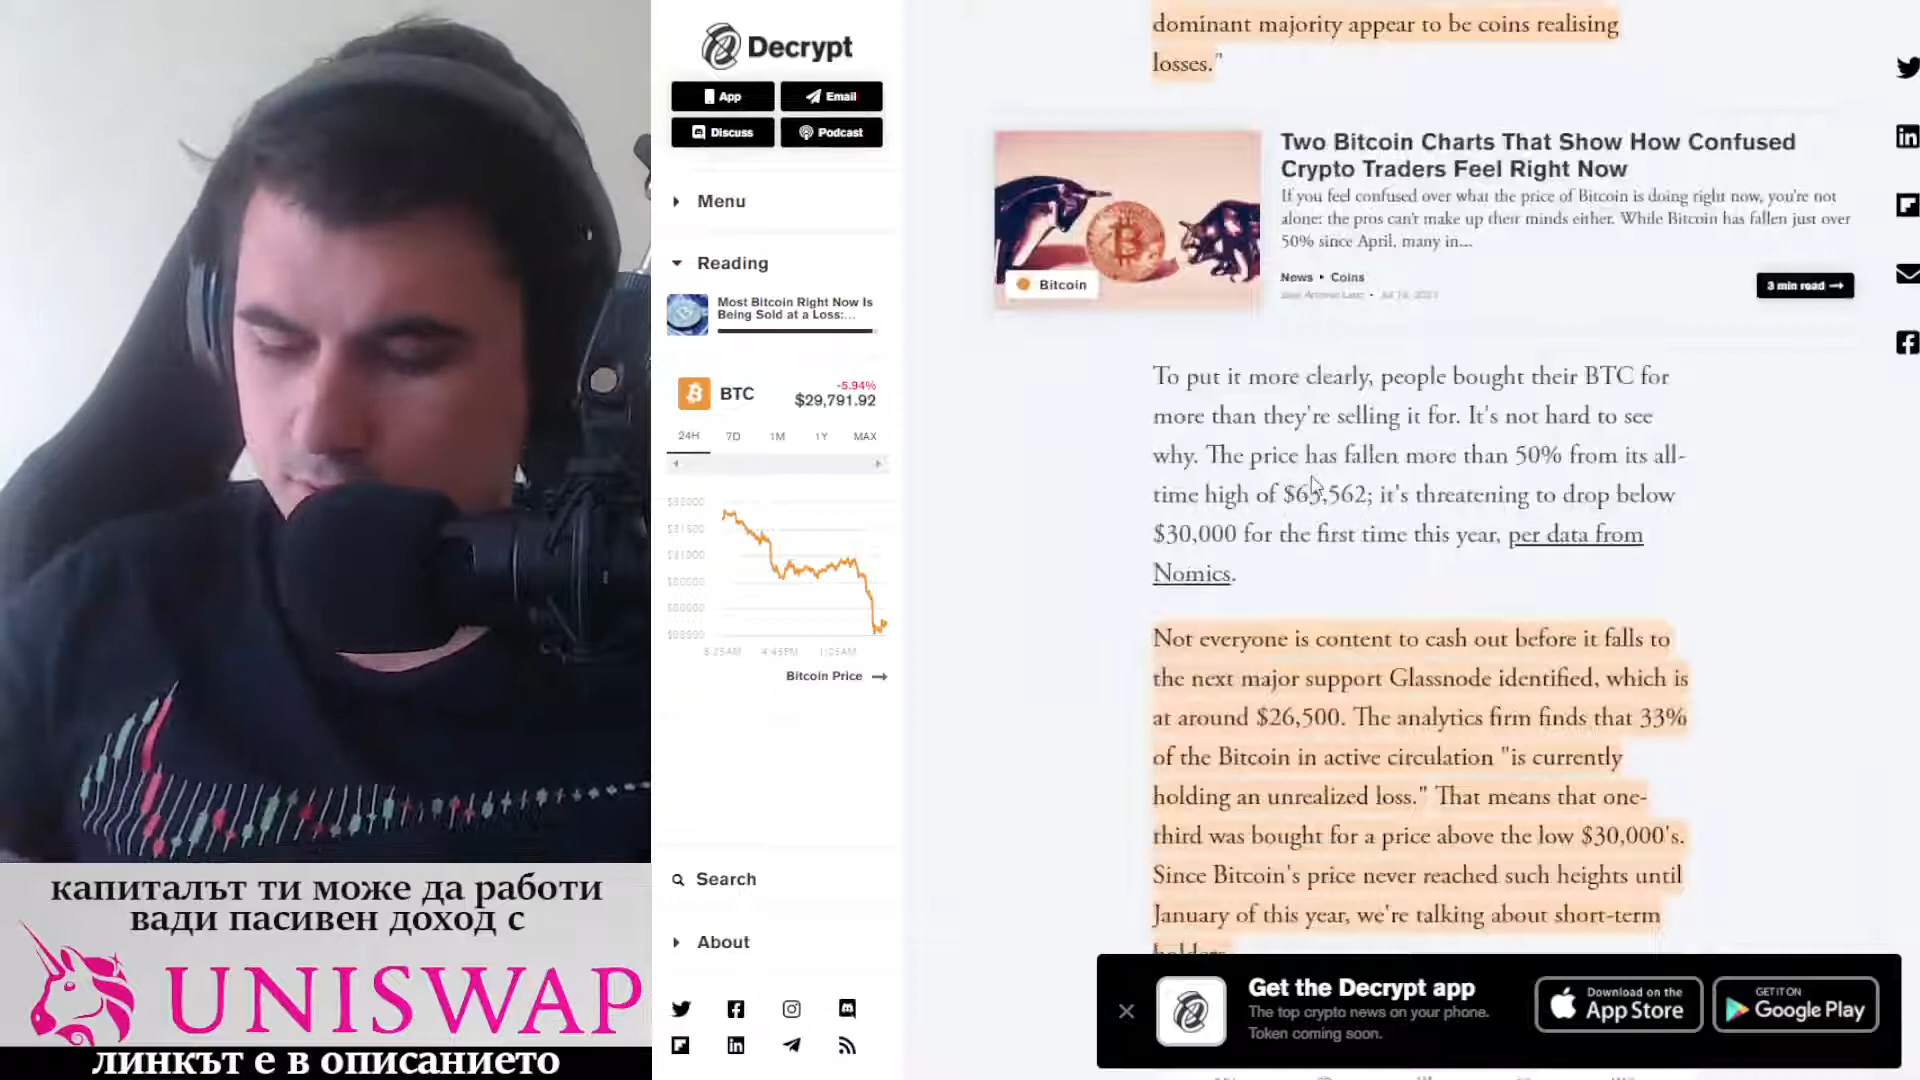 dominant majority appear to be coins realising
losses."
Decrypt
App
Email
Discuss
Podcast
Menu
Reading
Most Bitcoin Right Now Is
Being Sold at a Loss:...
BTC
-5.94%
$29,791.92
24H
7D
1M
1Y
MAX
Bitcoin Price →
Search
About
Two Bitcoin Charts That Show How Confused
Crypto Traders Feel Right Now
If you feel confused over what the price of Bitcoin is doing right now, you're not
alone: the pros can't make up their minds either. While Bitcoin has fallen just over
50% since April, many in...
News • Coins
3 min read →
Bitcoin
To put it more clearly, people bought their BTC for
more than they're selling it for. It's not hard to see
why. The price has fallen more than 50% from its all-
time high of $63,562; it's threatening to drop below
$30,000 for the first time this year, per data from
Nomics.
Not everyone is content to cash out before it falls to
the next major support Glassnode identified, which is
at around $26,500. The analytics firm finds that 33%
of the Bitcoin in active circulation "is currently
holding an unrealized loss." That means that one-
third was bought for a price above the low $30,000's.
Since Bitcoin's price never reached such heights until
January of this year, we're talking about short-term
Get the Decrypt app
The top crypto news on your phone.
Token coming soon.
Download on the
App Store
GET IT ON
Google Play
капиталът ти може да работи
вади пасивен доход с
UNISWAP
линкът е в описанието